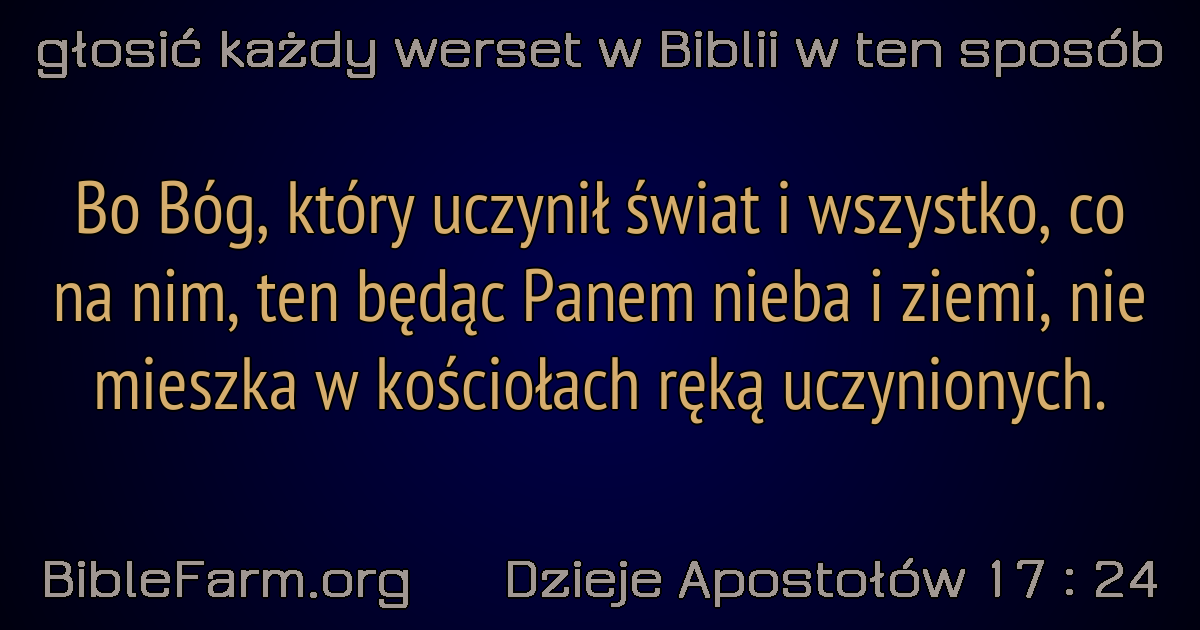 głosić każdy werset w Biblii w ten sposób
Bo Bóg, który uczynił świat i wszystko, co
na nim, ten będąc Panem nieba i ziemi, nie
mieszka w kościołach ręką uczynionych.
BibleFarm.org Dzieje Apostołów 17 : 24